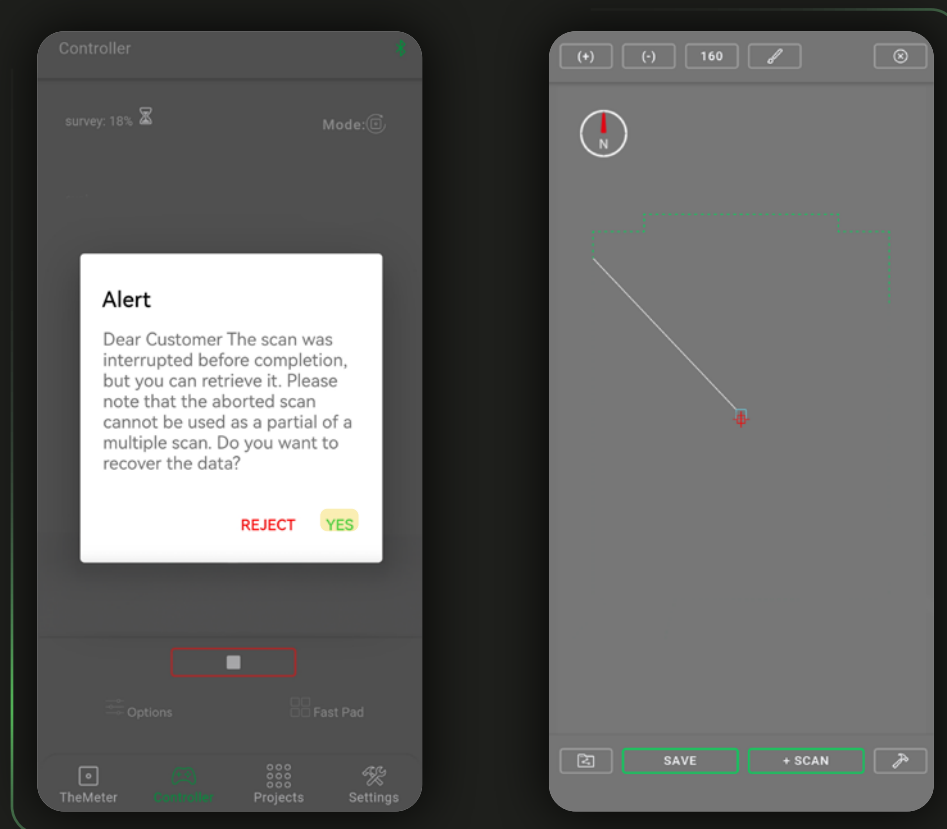 Controller
survey: 18%
Mode:
Alert
Dear Customer The scan was
interrupted before completion,
but you can retrieve it. Please
note that the aborted scan
cannot be used as a partial of a
multiple scan. Do you want to
recover the data?
REJECT YES
Options Fast Pad
TheMeter Controller Projects Settings
(+) (-) 160
N
SAVE + SCAN